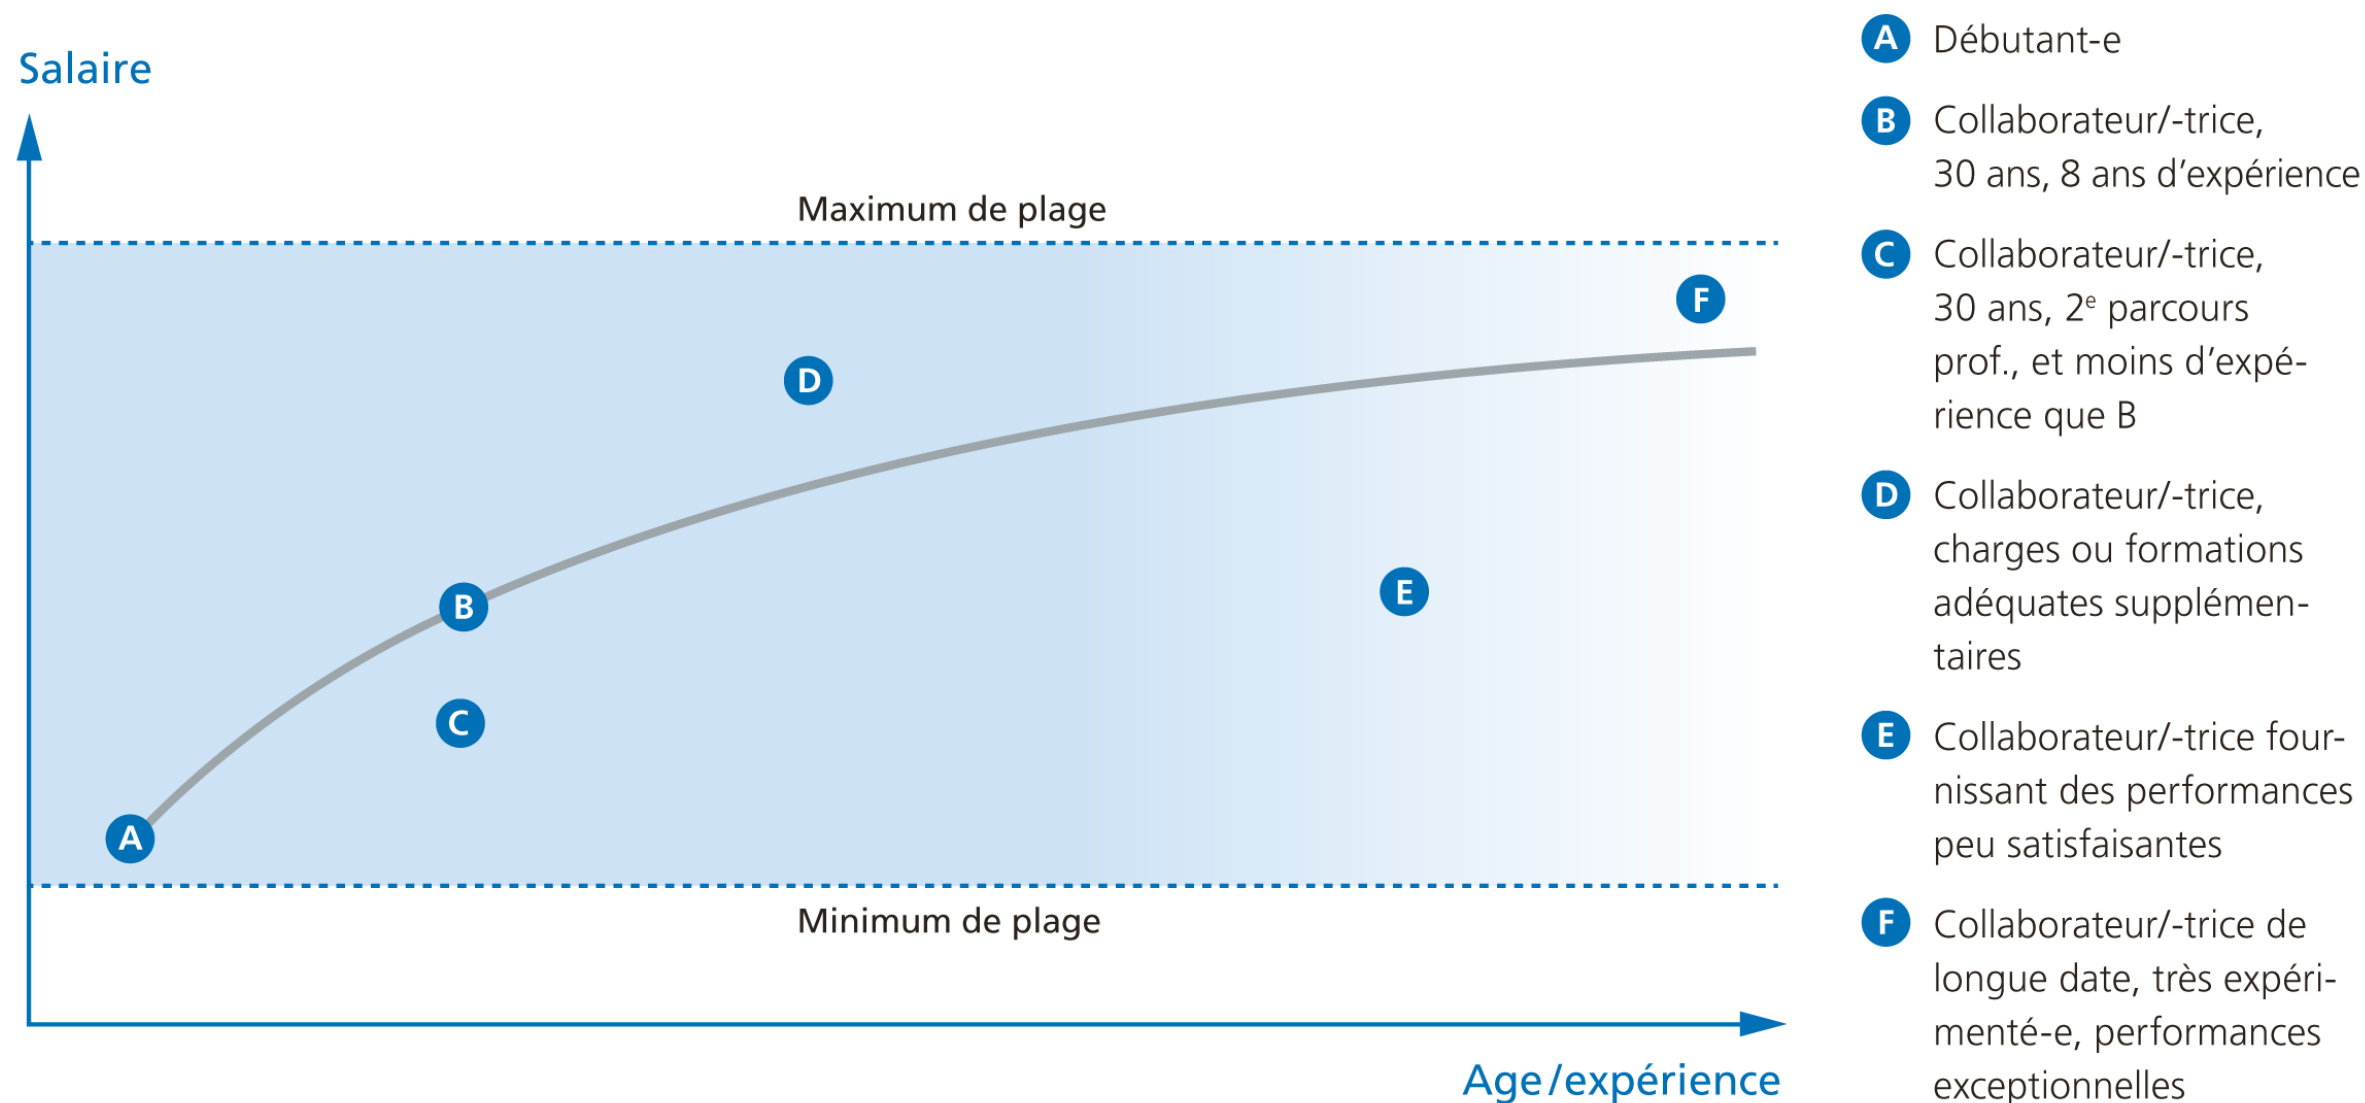 Salaire
Maximum de plage
F
D
B
E
C
A
Minimum de plage
Age/expérience
A Débutant-e
B Collaborateur/-trice,
30 ans, 8 ans d’expérience
C Collaborateur/-trice,
30 ans, 2e parcours
prof., et moins d’expé-
rience que B
D Collaborateur/-trice,
charges ou formations
adéquates supplémen-
taires
E Collaborateur/-trice four-
nissant des performances
peu satisfaisantes
F Collaborateur/-trice de
longue date, très expéri-
menté-e, performances
exceptionnelles